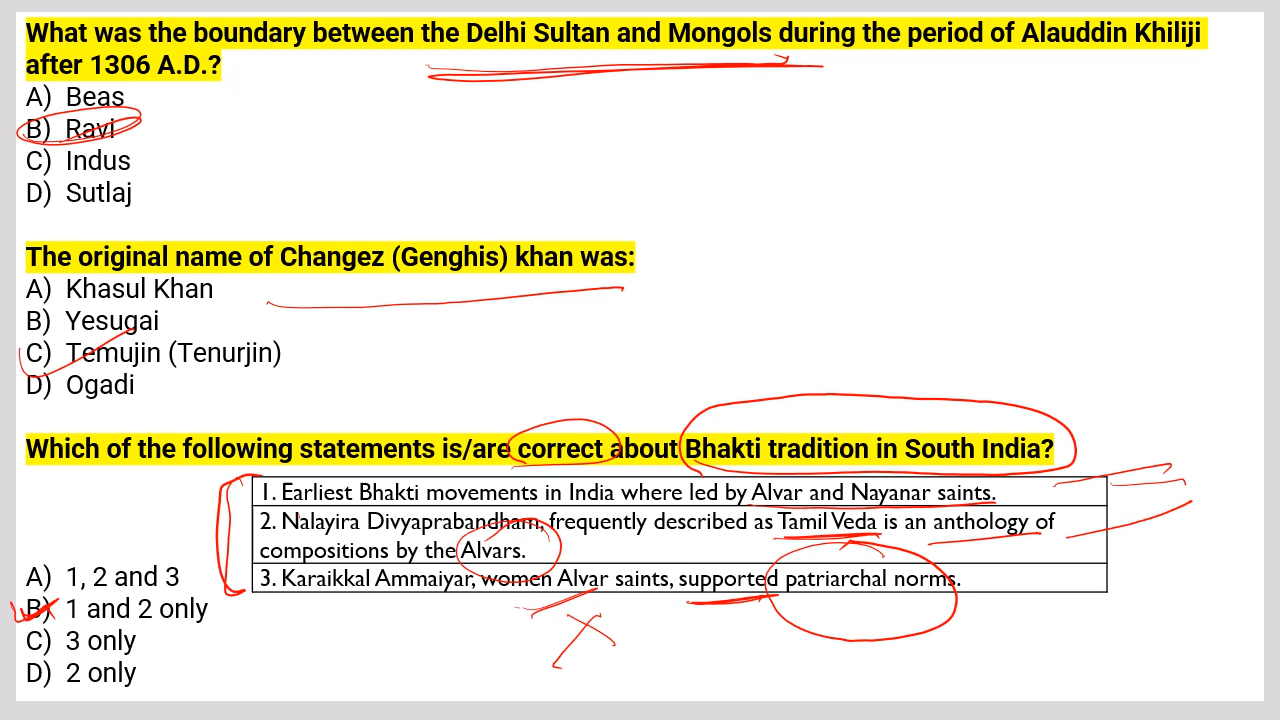 What was the boundary between the Delhi Sultan and Mongols during the period of Alauddin Khiliji
after 1306 A.D.?
A) Beas
B) Ravi
C) Indus
D) Sutlaj
The original name of Changez (Genghis) khan was:
A) Khasul Khan
B) Yesugai
C) Temujin (Tenurjin)
D) Ogadi
Which of the following statements is/are correct about Bhakti tradition in South India?
1. Earliest Bhakti movements in India where led by Alvar and Nayanar saints.
2. Nalayira Divyaprabandham, frequently described as Tamil Veda is an anthology of
compositions by the Alvars.
3. Karaikkal Ammaiyar, women Alvar saints, supported patriarchal norms.
A) 1, 2 and 3
B) 1 and 2 only
C) 3 only
D) 2 only